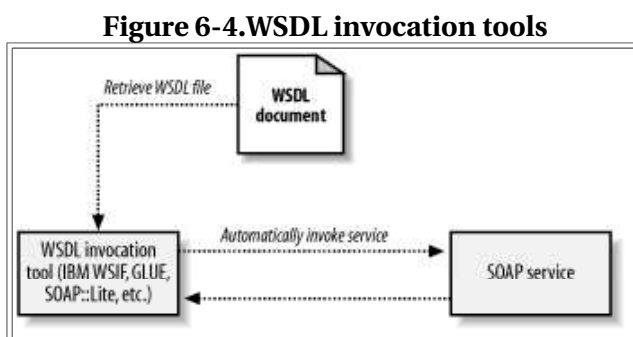 Figure 6-4.WSDL invocation tools
Retrieve WSDL file
WSDL
document
Automatically invoke service
WSDL invocation
tool (IBM WSIF, GLUE,
SOAP::Lite, etc.)
SOAP service